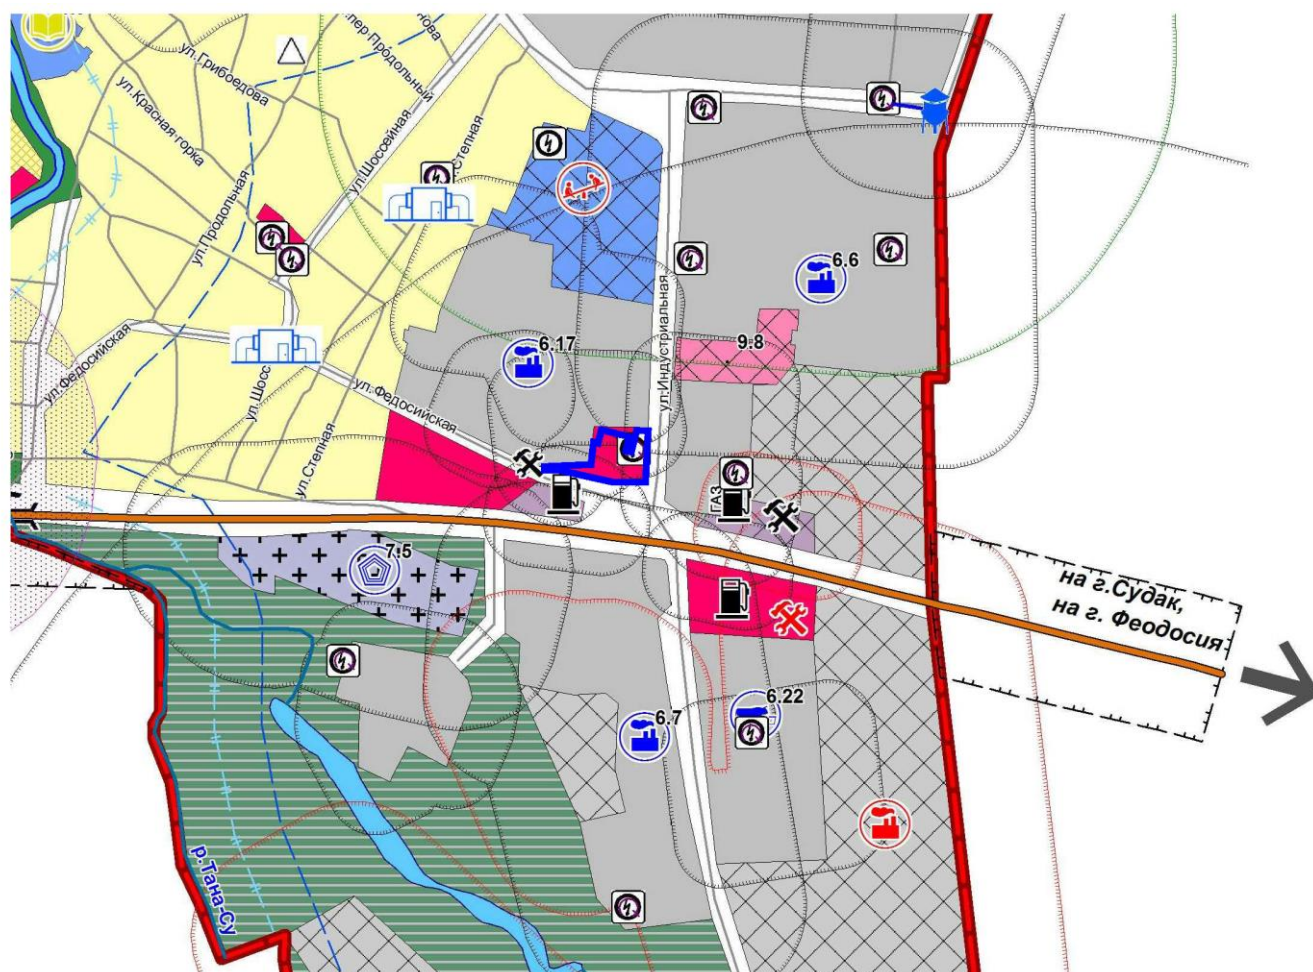 ул.Грибоедова
пер.Продольный
ул.Красная горка
ул.Шоссейная
ул.Продольная
6.6
6.17
9.8
ул.Индустриальная
ул.Федосийская
ул.Федосийская
ул. Шосс
ул.Степная
ГАЗ
7.5
на г.Судак,
на г. Феодосия
6.22
6.7
р.Тана-Су